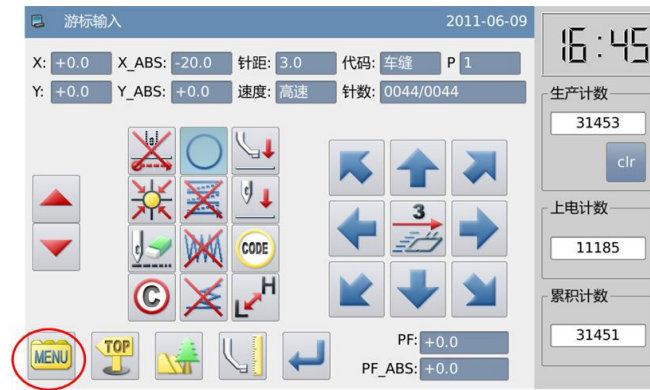 游标输入 2011-06-09
16:45
X: +0.0 X_ABS: -20.0 针距: 3.0 代码: 车缝 P 1
Y: +0.0 Y_ABS: +0.0 速度: 高速 针数: 0044/0044
生产计数
31453
clr
上电计数
11185
累积计数
31451
3
CODE
C
L H
MENU TOP
PF: +0.0
PF_ABS: +0.0